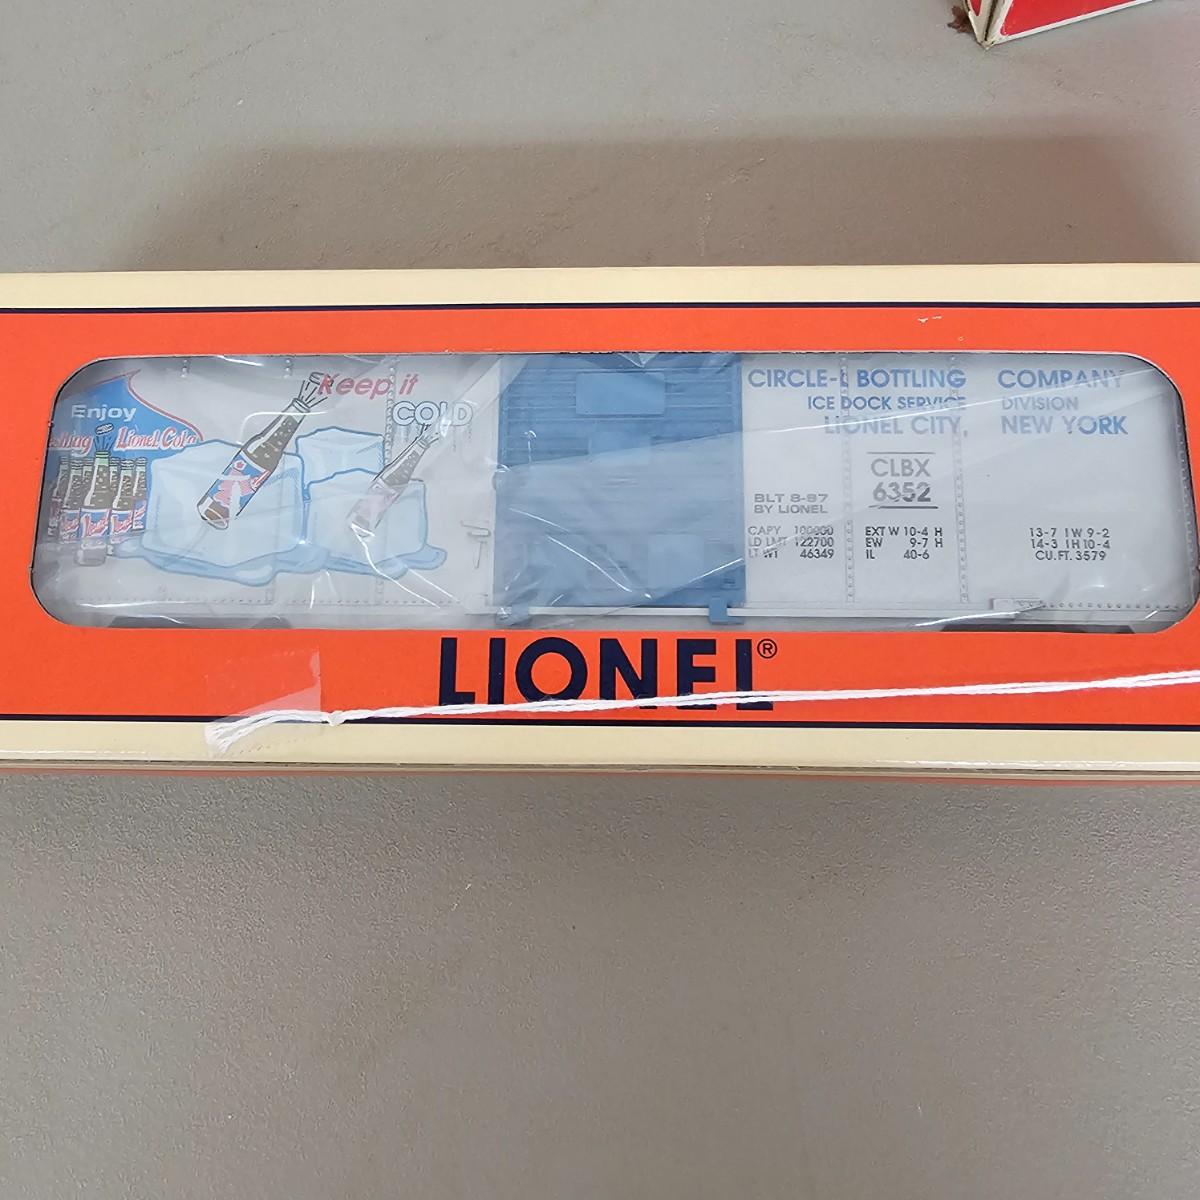 Enjoy
Lionel Cola
Keep it
COLD
CIRCLE-L BOTTLING COMPANY
ICE DOCK SERVICE DIVISION
LIONEL CITY, NEW YORK
CLBX
6352
BLT 8-97
BY LIONEL
CAPY 100000 EXT W 10-4 H 13-7 IW 9-2
LD LMT 122700 EW 9-7 H 14-3 IH 10-4
LT WT 46349 IL 40-6 CU. FT. 3579
LIONEL®